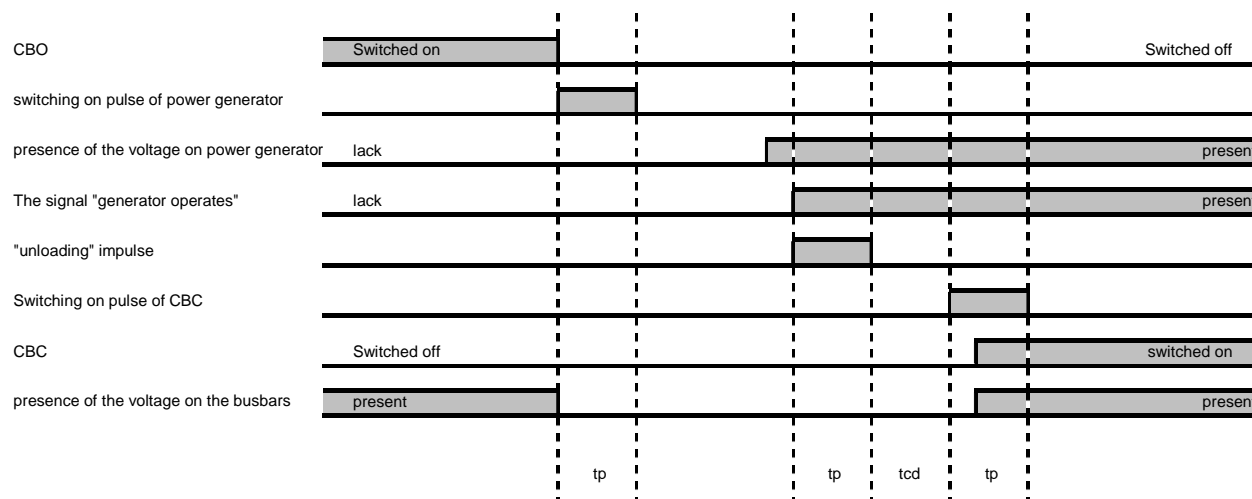 CBO Switched on Switched off
switching on pulse of power generator
presence of the voltage on power generator lack presen
The signal "generator operates" lack presen
"unloading" impulse
Switching on pulse of CBC
CBC Switched off switched on
presence of the voltage on the busbars present presen
tp tp tcd tp